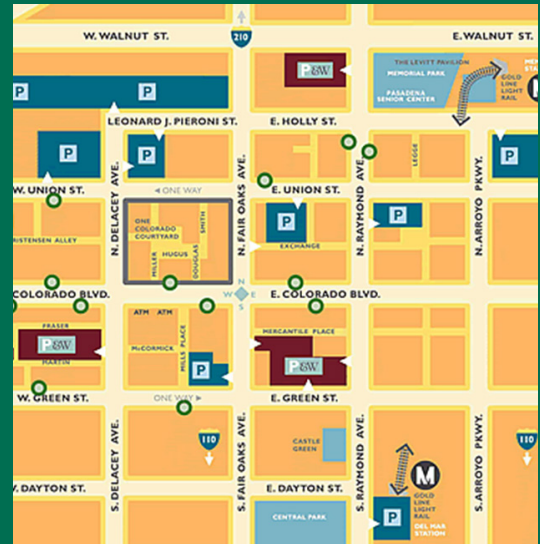 W. WALNUT ST.
210
E. WALNUT ST.
P&W
THE LEVITT PAVILION
MEMORIAL PARK
PASADENA
SENIOR CENTER
GOLD
LINE
LIGHT
RAIL
P
P
LEONARD J. PIERONI ST.
E. HOLLY ST.
P
P
P
LEGGE
N. DELACEY AVE.
N. FAIR OAKS AVE.
N. RAYMOND AVE.
N. ARROYO PKWY.
W. UNION ST.
ONE WAY
E. UNION ST.
P
P
ONE
COLORADO
COURTYARD
SMITH
RISTENSEN ALLEY
EXCHANGE
HUGUS
MILLER
DOUGLAS
N
W E
S
COLORADO BLVD.
E. COLORADO BLVD.
ATM ATM
FRASER
MERCANTILE PLACE
P&W
McCORMICK
MILLS PLACE
MARTIN
P
P&W
W. GREEN ST.
ONE WAY
E. GREEN ST.
S. DELACEY AVE.
S. FAIR OAKS AVE.
S. RAYMOND AVE.
S. ARROYO PKWY.
110
CASTLE
GREEN
110
M
. DAYTON ST.
E. DAYTON ST.
GOLD
LINE
LIGHT
RAIL
DEL MAR
STATION
P
CENTRAL PARK